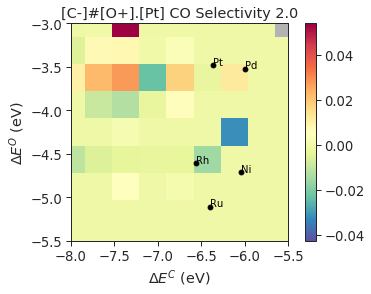 [C-]#[O+].[Pt] CO Selectivity 2.0
−3.0
−3.5
−4.0
−4.5
−5.0
−5.5
ΔE^O (eV)
Pt
Pd
Rh
Ni
Ru
−8.0 −7.5 −7.0 −6.5 −6.0 −5.5
ΔE^C (eV)
0.04
0.02
0.00
−0.02
−0.04